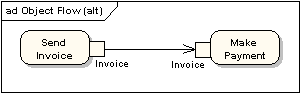 ad Object Flow (alt)
Send
Invoice
Make
Payment
Invoice
Invoice